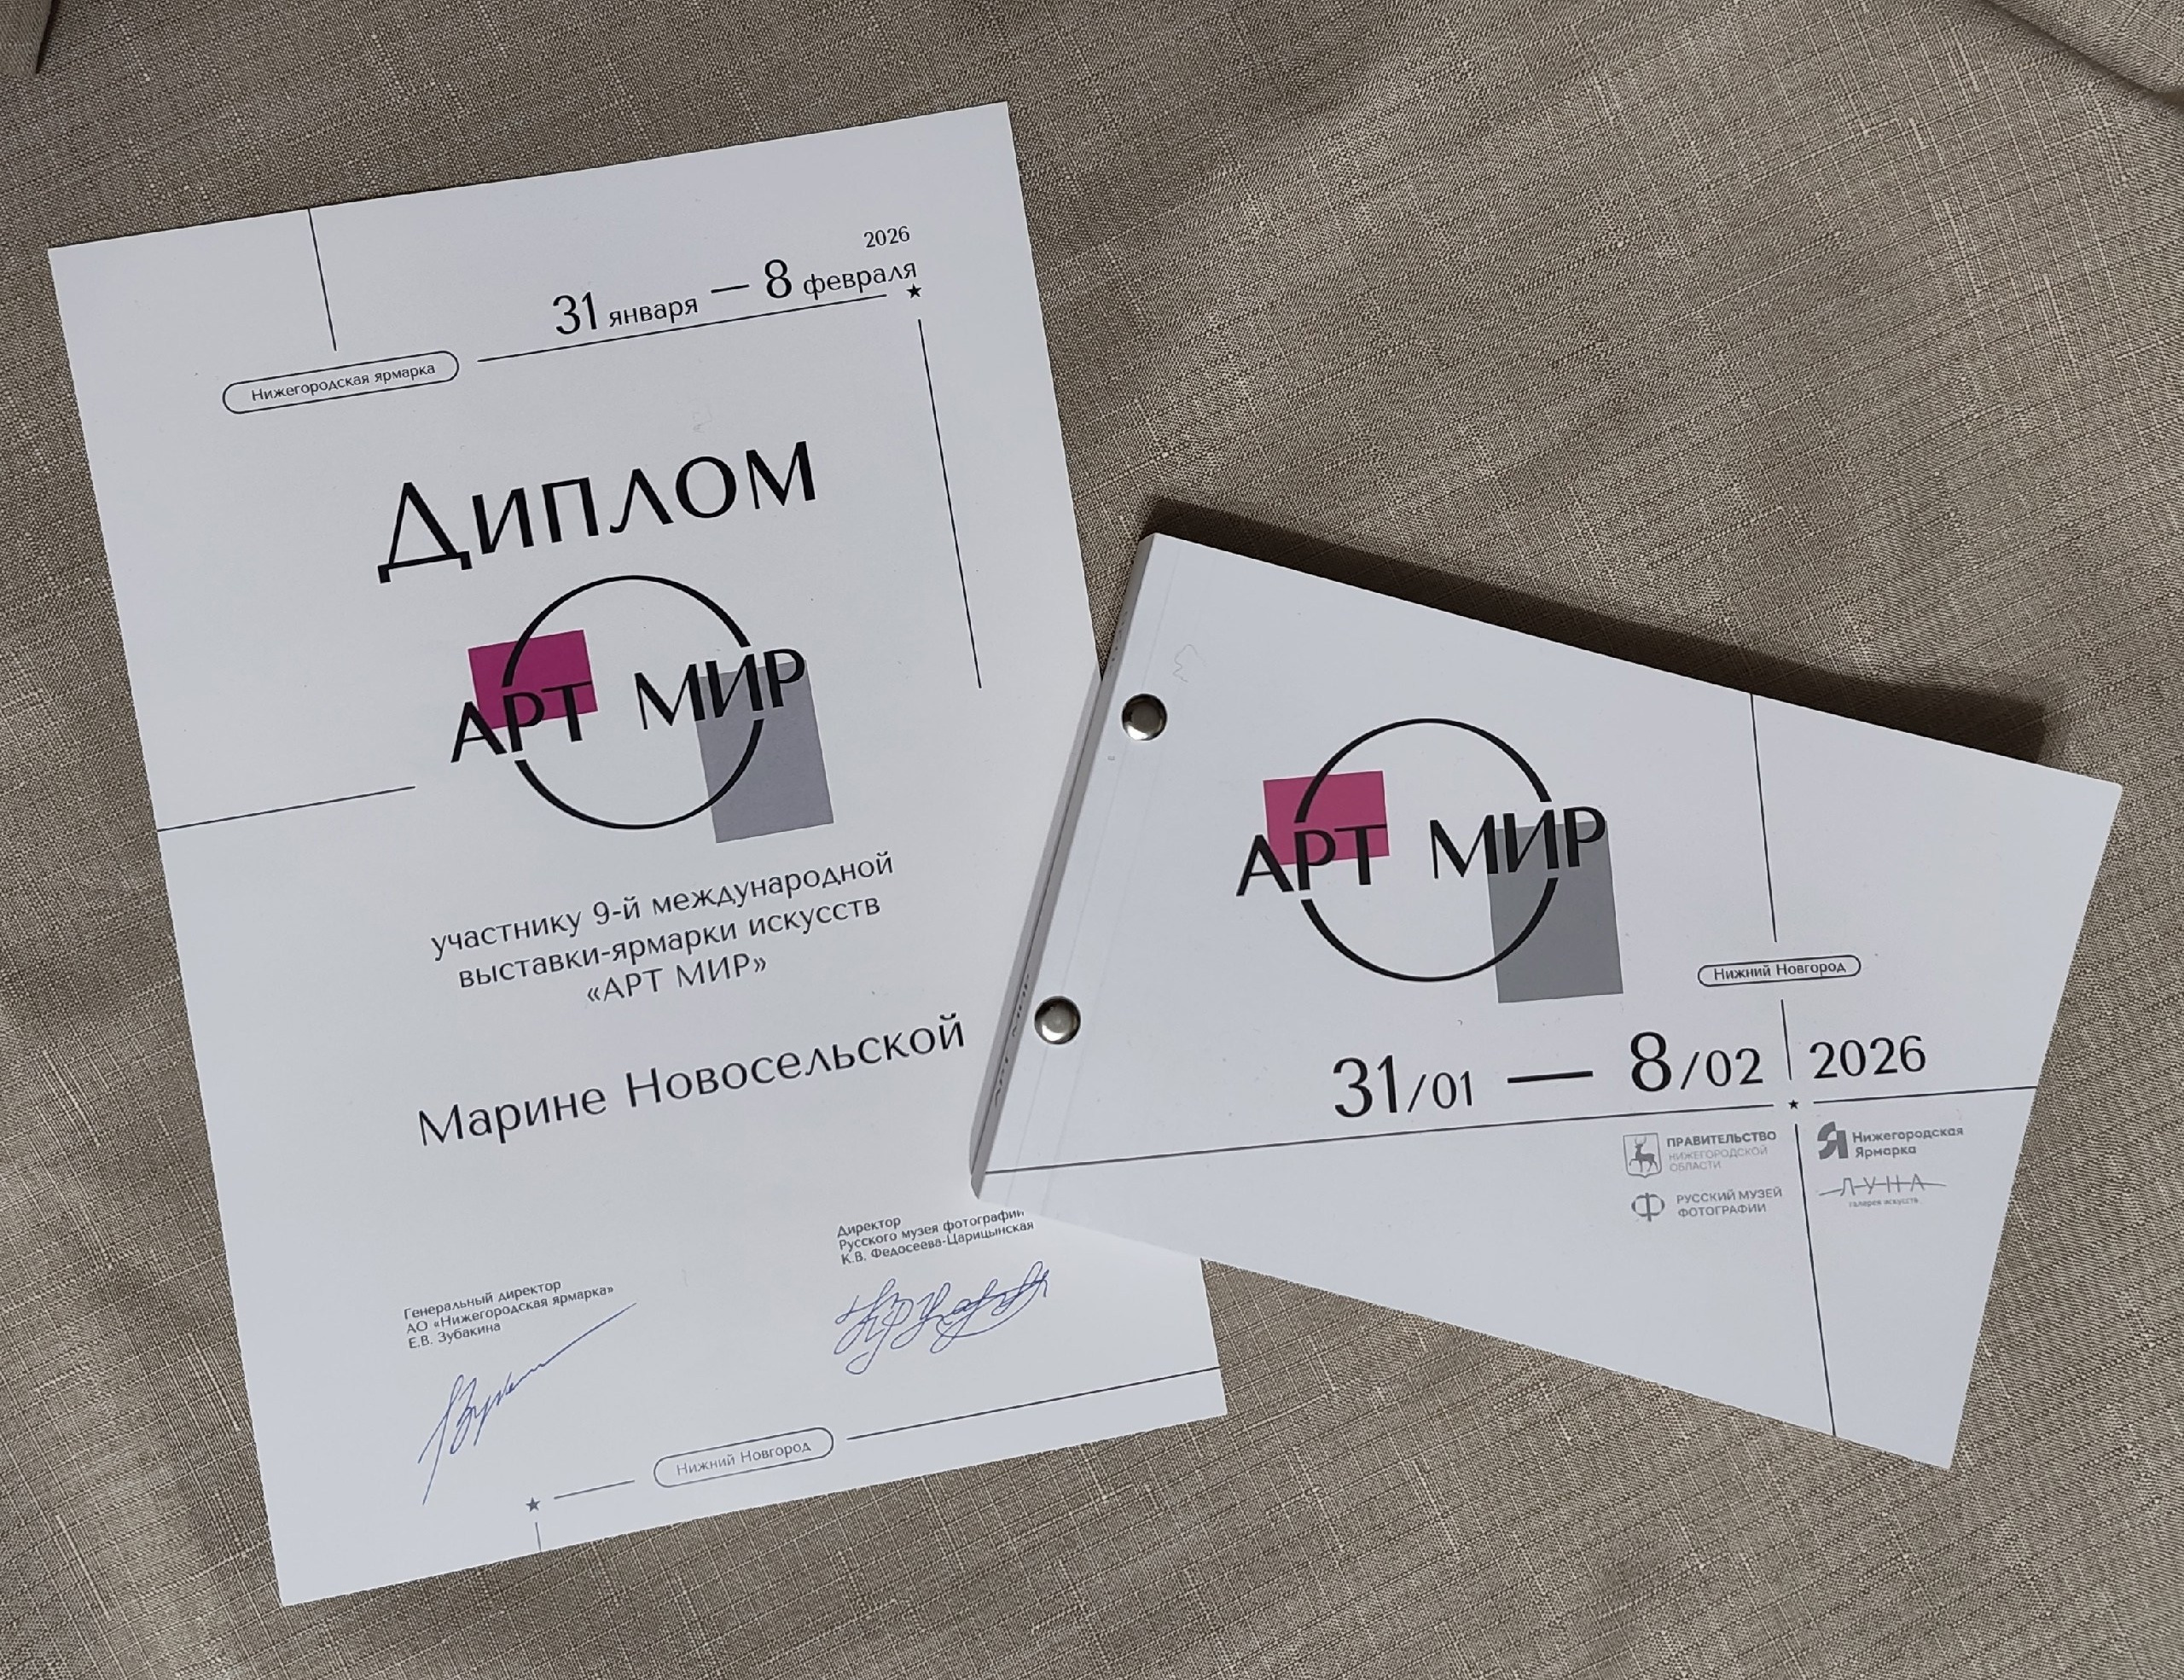 2026
31 января — 8 февраля
Нижегородская ярмарка
Диплом
АРТ МИР
участнику 9-й международной
выставки-ярмарки искусств
«АРТ МИР»
Марине Новосельской
Генеральный директор
АО «Нижегородская ярмарка»
Е.В. Зубакина
Директор
Русского музея фотографии
К.В. Федосеева-Царицынская
Нижний Новгород
АРТ МИР
АРТ МИР
Нижний Новгород
31/01 — 8/02 2026
ПРАВИТЕЛЬСТВО
НИЖЕГОРОДСКОЙ
ОБЛАСТИ
Нижегородская
Ярмарка
РУССКИЙ МУЗЕЙ
ФОТОГРАФИИ
ЛУНА
галерея искусств